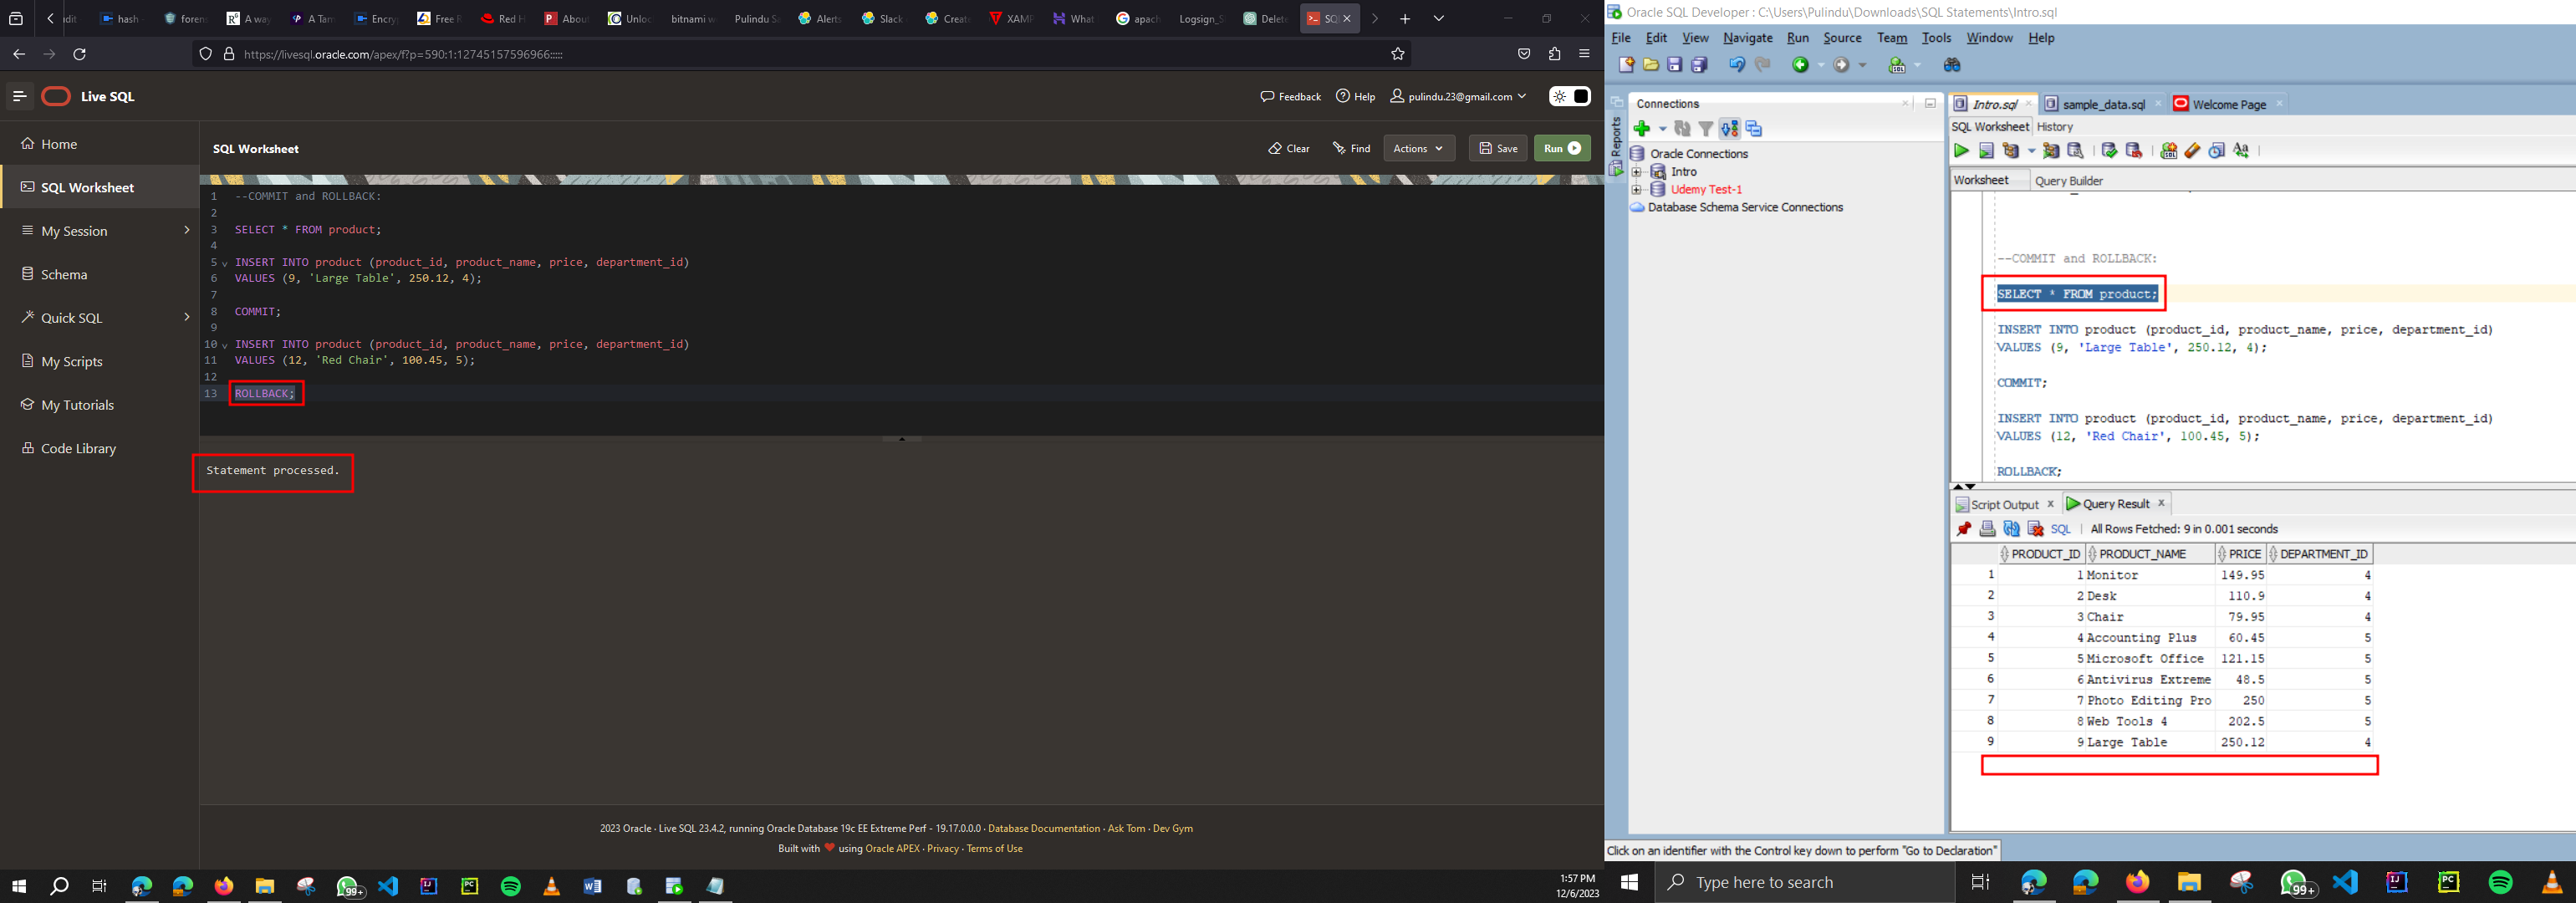 udit
hash
foren
A way
A Tam
Encry
Free R
Red H
Abou
Unloc
bitnami w
Pulindu Sa
Alerts
Slack
Create
XAMP
What
apach
Logsign_S
Delete
SQL
https://livesql.oracle.com/apex/f?p=590:1:12745157596966:::::
Live SQL
Feedback
Help
pulindu.23@gmail.com
Home
SQL Worksheet
My Session
Schema
Quick SQL
My Scripts
My Tutorials
Code Library
SQL Worksheet
Clear
Find
Actions
Save
Run
1 --COMMIT and ROLLBACK:
2
3 SELECT * FROM product;
4
5 INSERT INTO product (product_id, product_name, price, department_id)
6 VALUES (9, 'Large Table', 250.12, 4);
7
8 COMMIT;
9
10 INSERT INTO product (product_id, product_name, price, department_id)
11 VALUES (12, 'Red Chair', 100.45, 5);
12
13 ROLLBACK;
Statement processed.
2023 Oracle · Live SQL 23.4.2, running Oracle Database 19c EE Extreme Perf - 19.17.0.0.0 · Database Documentation · Ask Tom · Dev Gym
Built with ❤ using Oracle APEX · Privacy · Terms of Use
99+
1:57 PM
12/6/2023
Oracle SQL Developer : C:\Users\Pulindu\Downloads\SQL Statements\Intro.sql
File Edit View Navigate Run Source Team Tools Window Help
Reports
Connections
Oracle Connections
Intro
Udemy Test-1
Database Schema Service Connections
Intro.sql
sample_data.sql
Welcome Page
SQL Worksheet History
Worksheet Query Builder
--COMMIT and ROLLBACK:
SELECT * FROM product;
INSERT INTO product (product_id, product_name, price, department_id)
VALUES (9, 'Large Table', 250.12, 4);
COMMIT;
INSERT INTO product (product_id, product_name, price, department_id)
VALUES (12, 'Red Chair', 100.45, 5);
ROLLBACK;
Script Output x Query Result x
SQL | All Rows Fetched: 9 in 0.001 seconds
PRODUCT_ID PRODUCT_NAME PRICE DEPARTMENT_ID
1 1 Monitor 149.95 4
2 2 Desk 110.9 4
3 3 Chair 79.95 4
4 4 Accounting Plus 60.45 5
5 5 Microsoft Office 121.15 5
6 6 Antivirus Extreme 48.5 5
7 7 Photo Editing Pro 250 5
8 8 Web Tools 4 202.5 5
9 9 Large Table 250.12 4
Click on an identifier with the Control key down to perform "Go to Declaration"
Type here to search
99+